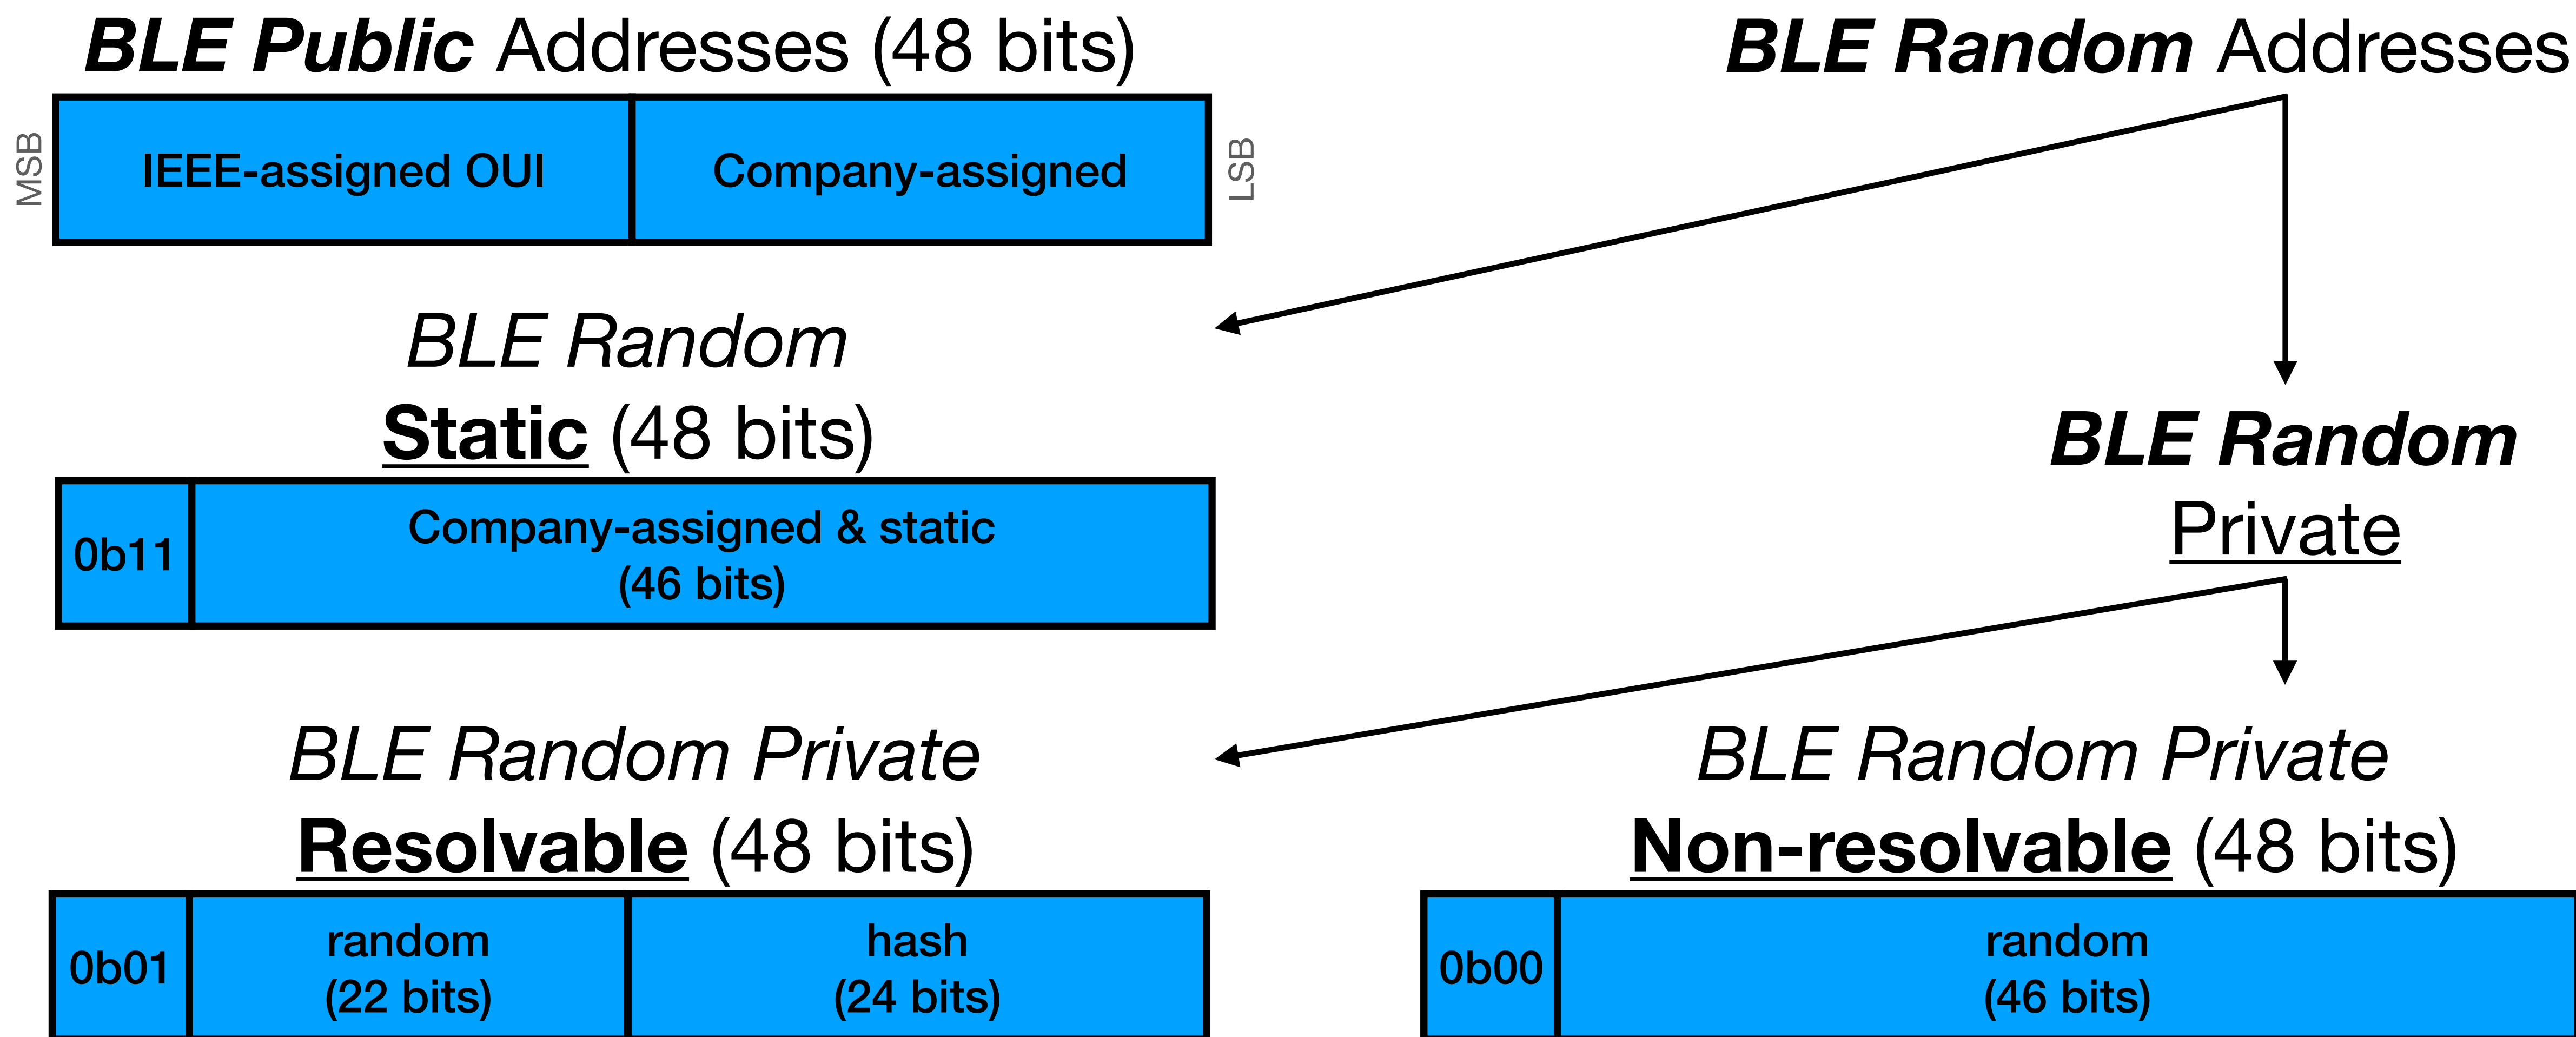 BLE Public Addresses (48 bits)
MSB
IEEE-assigned OUI
Company-assigned
LSB
BLE Random Addresses
BLE Random
Static (48 bits)
0b11
Company-assigned & static
(46 bits)
BLE Random
Private
BLE Random Private
Resolvable (48 bits)
0b01
random
(22 bits)
hash
(24 bits)
BLE Random Private
Non-resolvable (48 bits)
0b00
random
(46 bits)